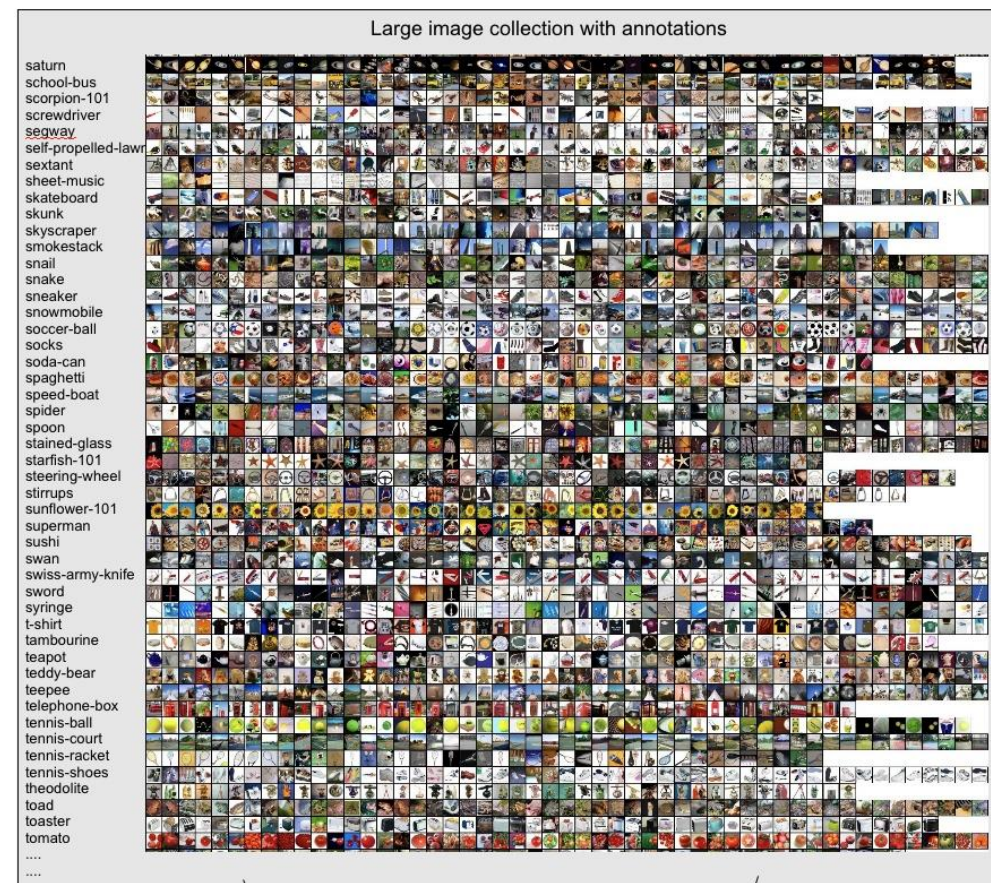 Large image collection with annotations
saturn
school-bus
scorpion-101
screwdriver
segway
self-propelled-lawr
sextant
sheet-music
skateboard
skunk
skyscraper
smokestack
snail
snake
sneaker
snowmobile
soccer-ball
socks
soda-can
spaghetti
speed-boat
spider
spoon
stained-glass
starfish-101
steering-wheel
stirrups
sunflower-101
superman
sushi
swan
swiss-army-knife
sword
syringe
t-shirt
tambourine
teapot
teddy-bear
teepee
telephone-box
tennis-ball
tennis-court
tennis-racket
tennis-shoes
theodolite
toad
toaster
tomato
....
....